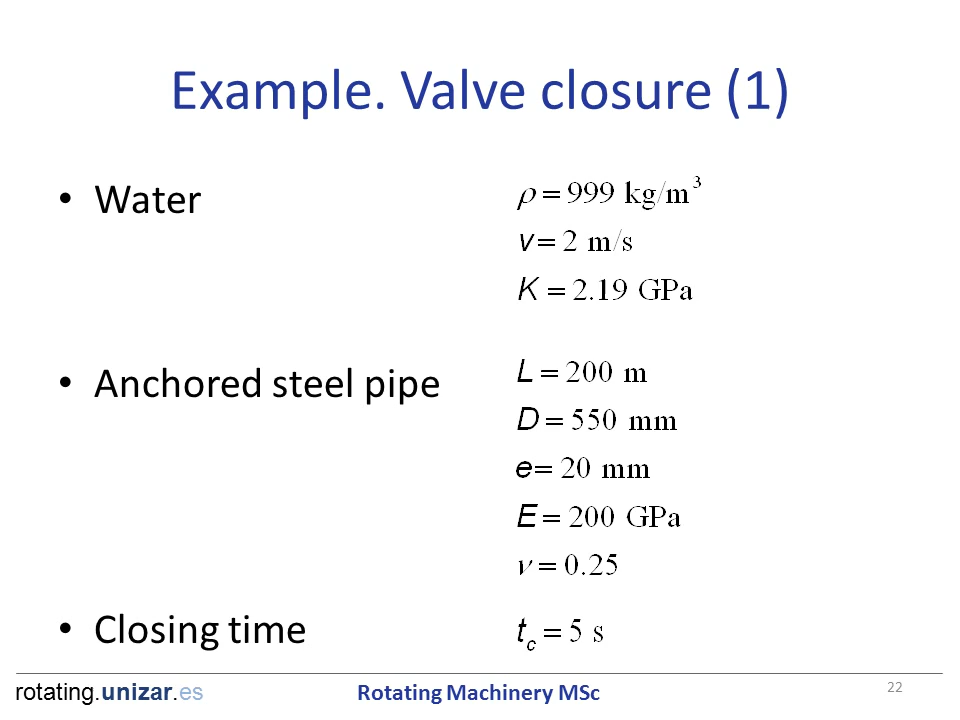 Example. Valve closure (1)
• Water
ρ = 999 kg/m³
v = 2 m/s
K = 2.19 GPa
• Anchored steel pipe
L = 200 m
D = 550 mm
e = 20 mm
E = 200 GPa
ν = 0.25
• Closing time
t_c = 5 s
rotating.unizar.es Rotating Machinery MSc 22